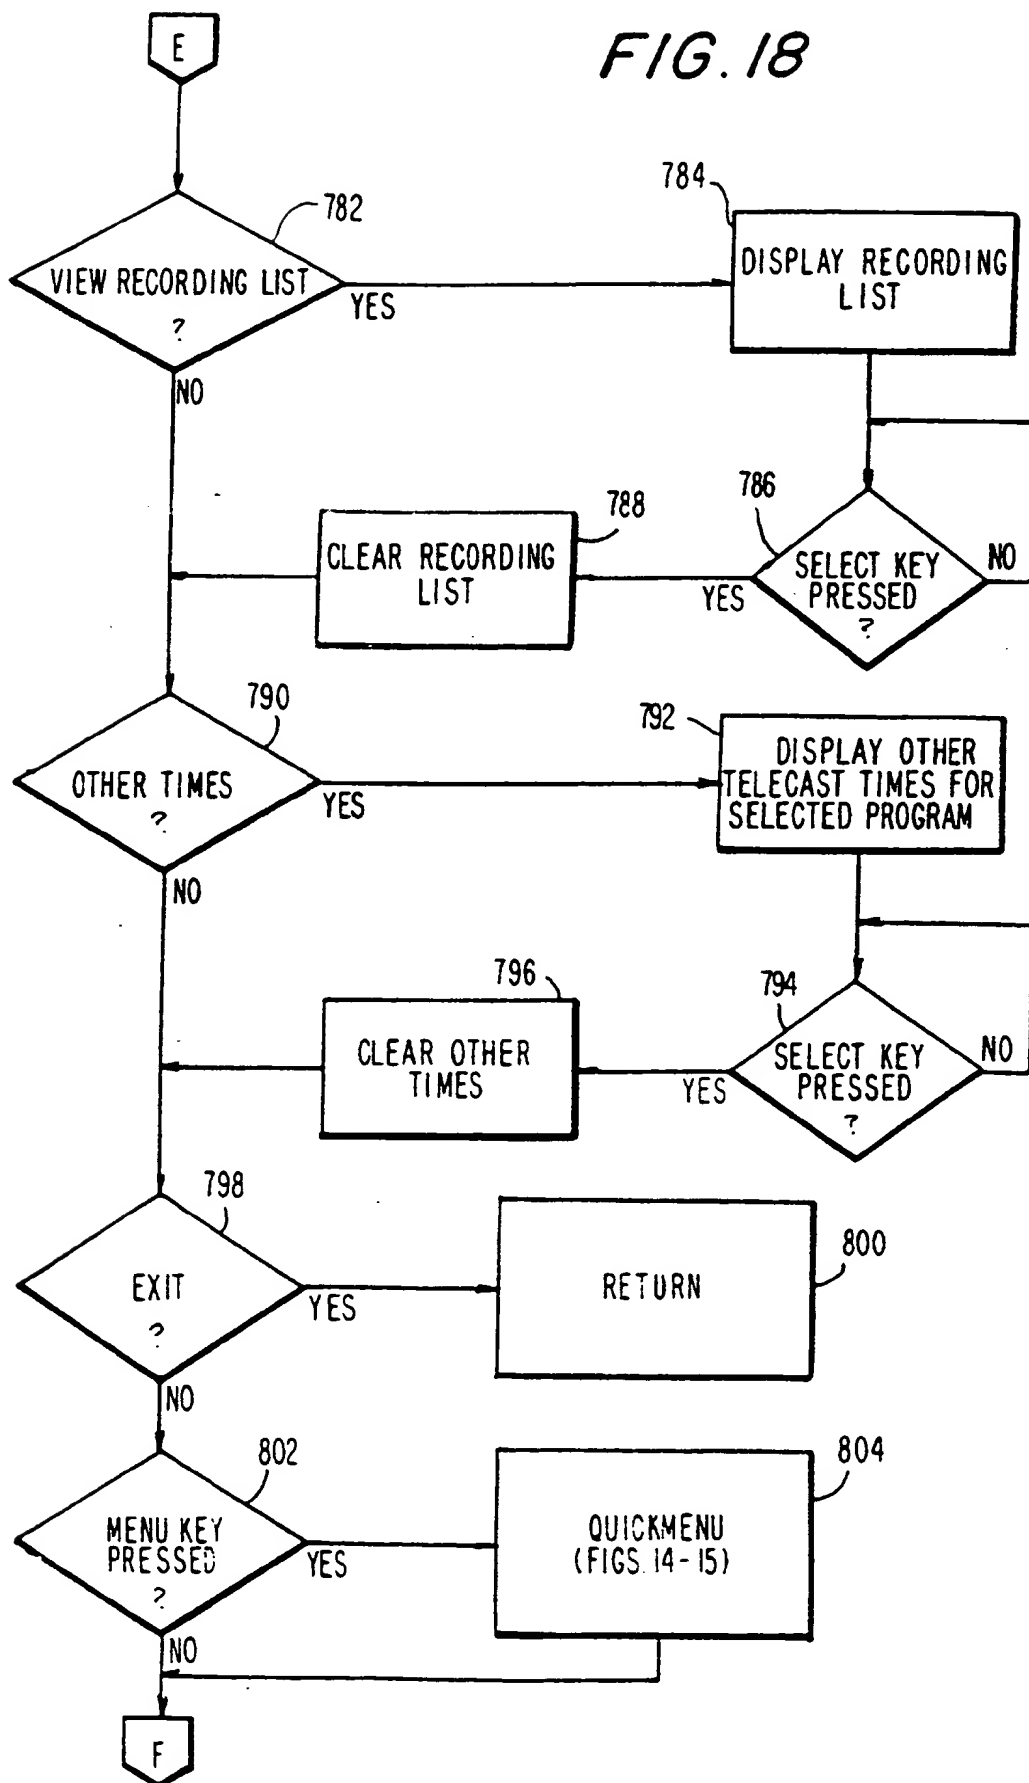 E
FIG. 18
782
784
VIEW RECORDING LIST
?
YES
NO
DISPLAY RECORDING
LIST
786
788
CLEAR RECORDING
LIST
SELECT KEY
PRESSED
?
YES
NO
790
792
OTHER TIMES
?
YES
NO
DISPLAY OTHER
TELECAST TIMES FOR
SELECTED PROGRAM
794
796
CLEAR OTHER
TIMES
SELECT KEY
PRESSED
?
YES
NO
798
800
EXIT
?
YES
NO
RETURN
802
804
MENU KEY
PRESSED
?
YES
NO
QUICKMENU
(FIGS. 14-15)
F